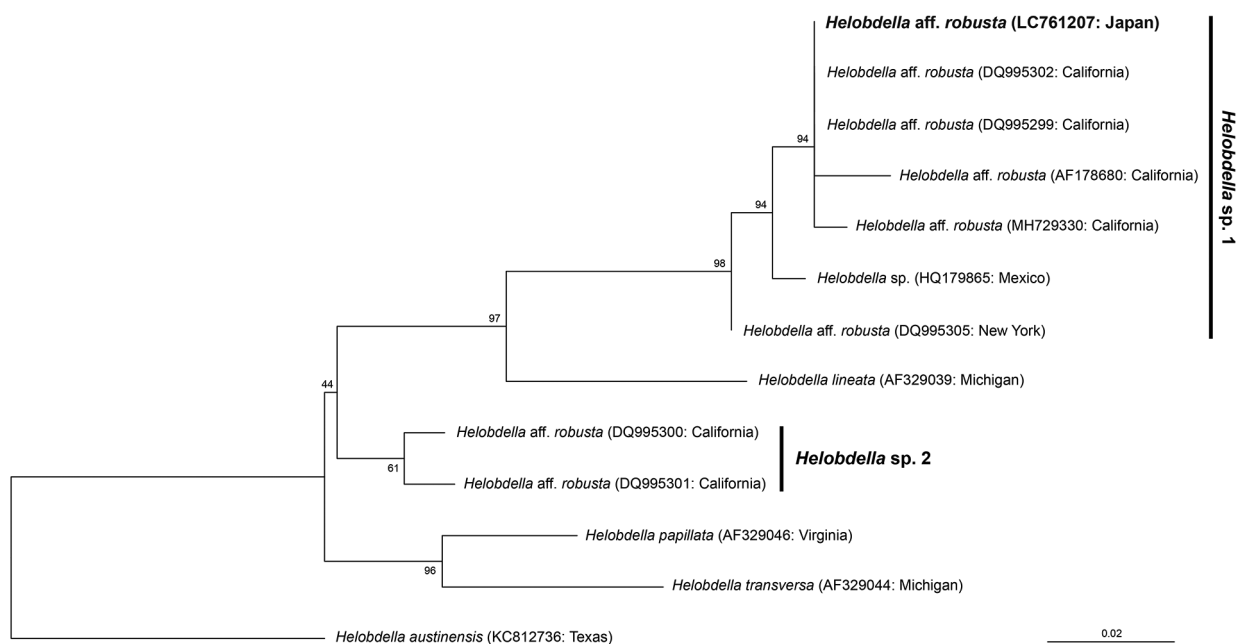 Helobdella aff. robusta (LC761207: Japan)
Helobdella aff. robusta (DQ995302: California)
Helobdella aff. robusta (DQ995299: California)
94
Helobdella aff. robusta (AF178680: California)
Helobdella sp. 1
94
Helobdella aff. robusta (MH729330: California)
98
Helobdella sp. (HQ179865: Mexico)
97
Helobdella aff. robusta (DQ995305: New York)
44
Helobdella lineata (AF329039: Michigan)
Helobdella aff. robusta (DQ995300: California)
61
Helobdella sp. 2
Helobdella aff. robusta (DQ995301: California)
Helobdella papillata (AF329046: Virginia)
96
Helobdella transversa (AF329044: Michigan)
Helobdella austinensis (KC812736: Texas)
0.02